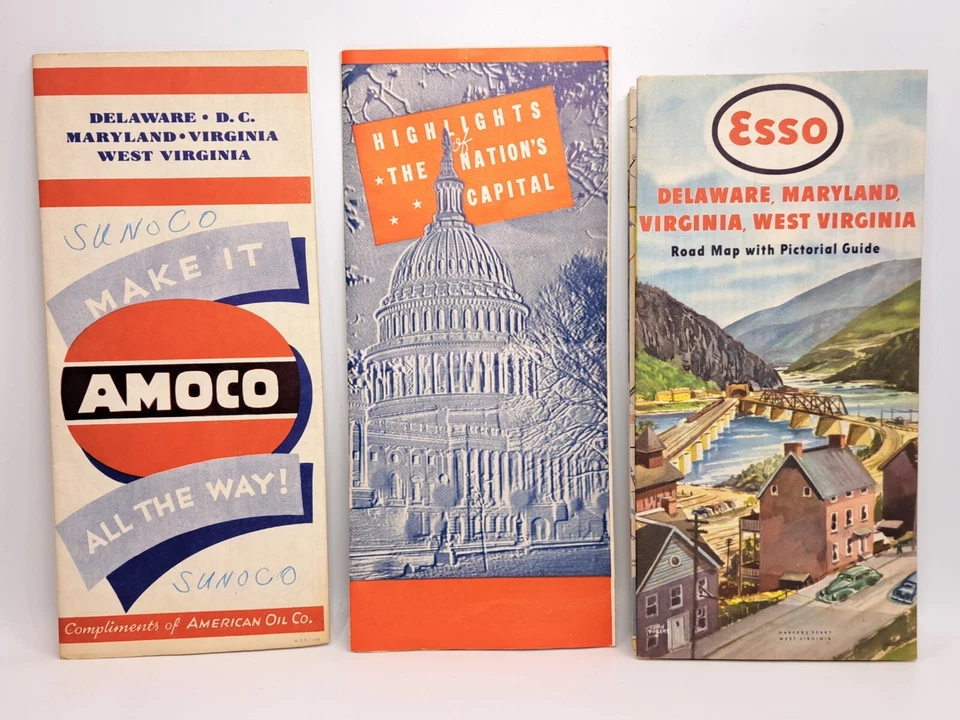 DELAWARE • D. C.
MARYLAND • VIRGINIA
WEST VIRGINIA
SUNOCO
MAKE IT
AMOCO
ALL THE WAY!
SUNOCO
Compliments of AMERICAN OIL CO.
HIGHLIGHTS
of
THE NATION'S
CAPITAL
Esso
DELAWARE, MARYLAND,
VIRGINIA, WEST VIRGINIA
Road Map with Pictorial Guide
HARPERS FERRY
WEST VIRGINIA